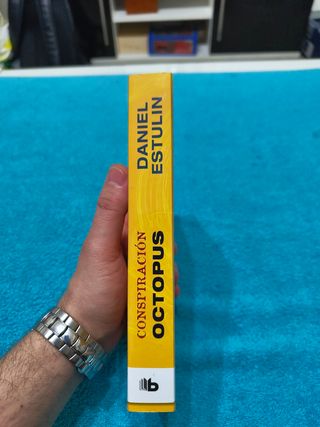 DANIEL
ESTULIN
CONSPIRACIÓN
OCTOPUS
b